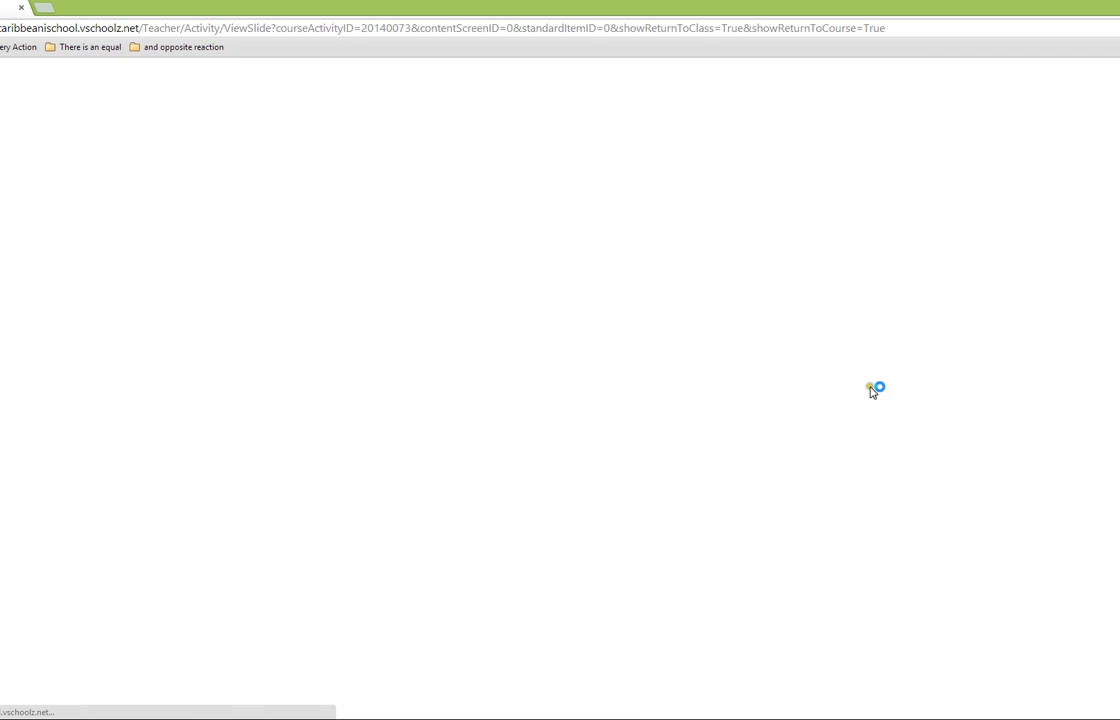 caribbeanischool.vschoolz.net/Teacher/Activity/ViewSlide?courseActivityID=20140073&contentScreenID=0&standardItemID=0&showReturnToClass=True&showReturnToCourse=True
ery Action There is an equal and opposite reaction
.vschoolz.net...